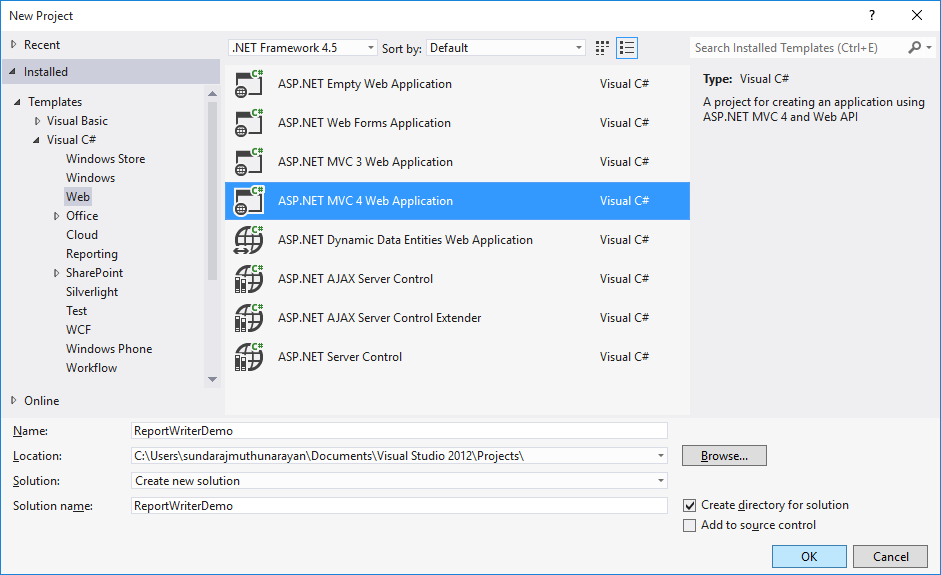 New Project
? 
Recent
.NET Framework 4.5 Sort by: Default
Search Installed Templates (Ctrl+E)
Installed
Templates
Visual Basic
Visual C#
Windows Store
Windows
Web
Office
Cloud
Reporting
SharePoint
Silverlight
Test
WCF
Windows Phone
Workflow
Online
C# ASP.NET Empty Web Application Visual C#
C# ASP.NET Web Forms Application Visual C#
C# ASP.NET MVC 3 Web Application Visual C#
C# ASP.NET MVC 4 Web Application Visual C#
C# ASP.NET Dynamic Data Entities Web Application Visual C#
C# ASP.NET AJAX Server Control Visual C#
C# ASP.NET AJAX Server Control Extender Visual C#
C# ASP.NET Server Control Visual C#
Type: Visual C#
A project for creating an application using
ASP.NET MVC 4 and Web API
Name: ReportWriterDemo
Location: C:\Users\sundarajmuthunarayan\Documents\Visual Studio 2012\Projects\ Browse...
Solution: Create new solution
Solution name: ReportWriterDemo
Create directory for solution
Add to source control
OK Cancel